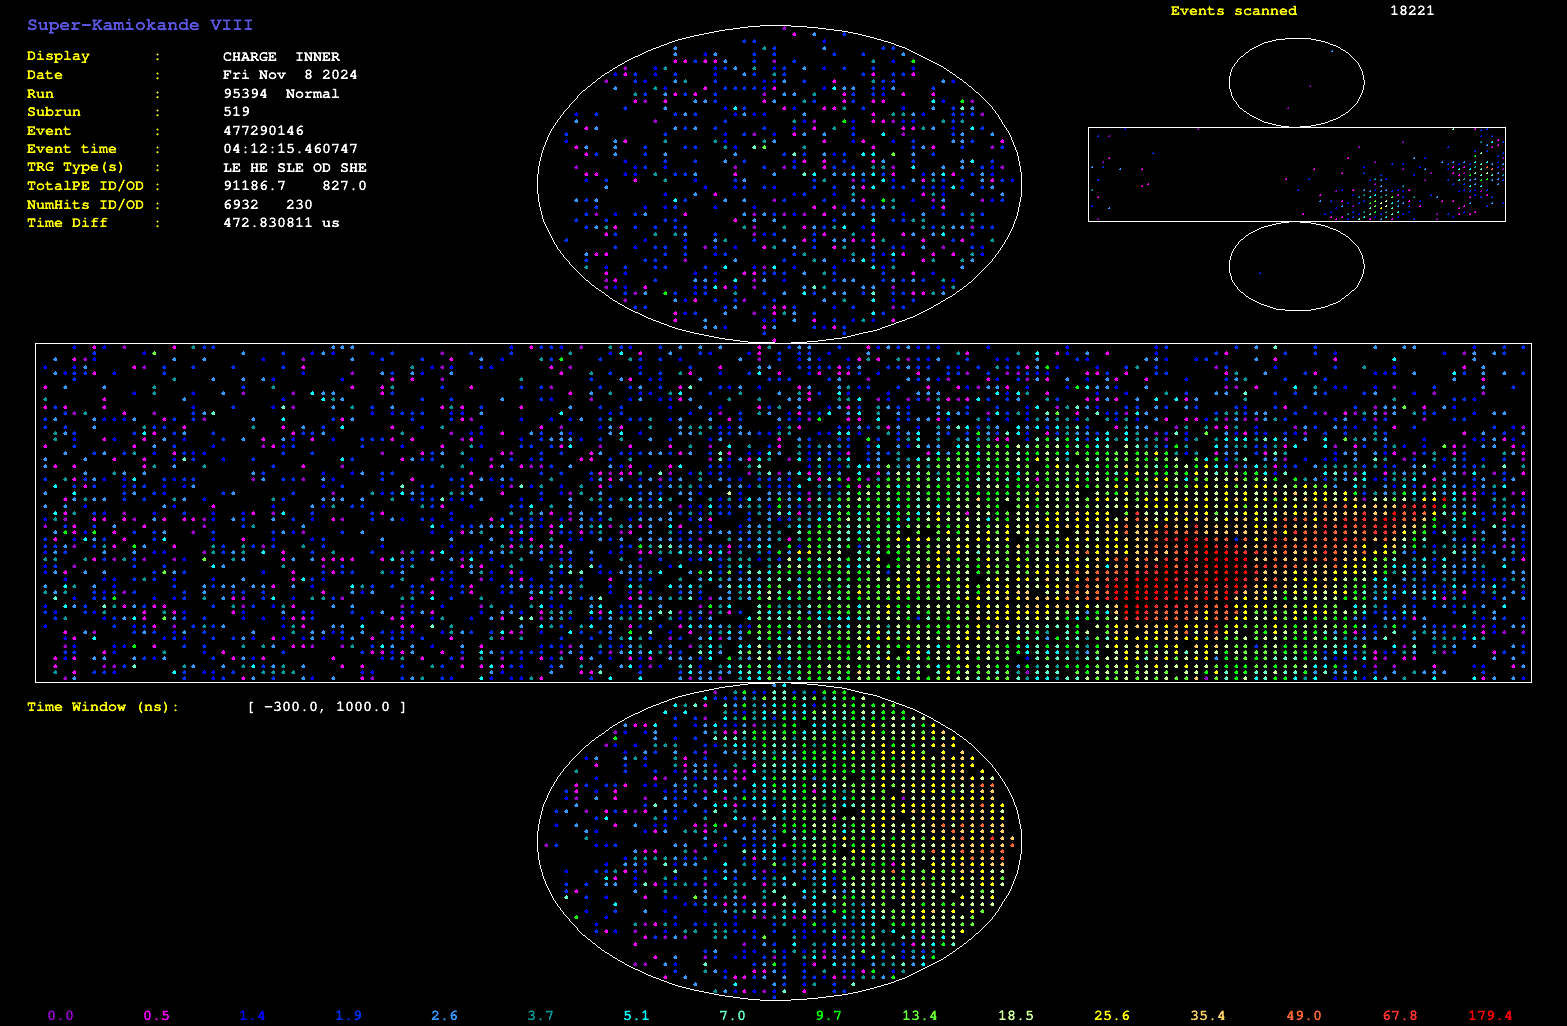 Super-Kamiokande VIII
Display : CHARGE INNER
Date : Fri Nov 8 2024
Run : 95394 Normal
Subrun : 519
Event : 477290146
Event time : 04:12:15.460747
TRG Type(s) : LE HE SLE OD SHE
TotalPE ID/OD : 91186.7 827.0
NumHits ID/OD : 6932 230
Time Diff : 472.830811 us
Events scanned 18221
Time Window (ns): [ -300.0, 1000.0 ]
0.0 0.5 1.4 1.9 2.6 3.7 5.1 7.0 9.7 13.4 18.5 25.6 35.4 49.0 67.8 179.4